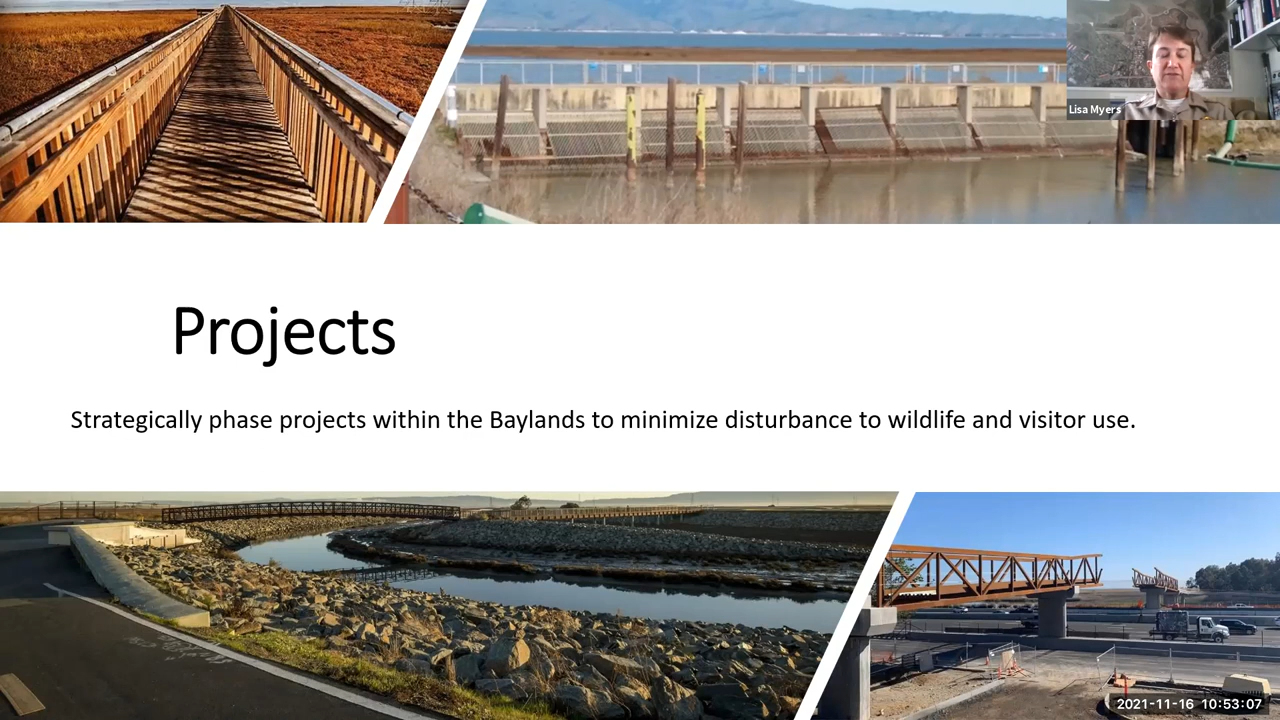 Lisa Myers
Projects
Strategically phase projects within the Baylands to minimize disturbance to wildlife and visitor use.
2021-11-16 10:53:07